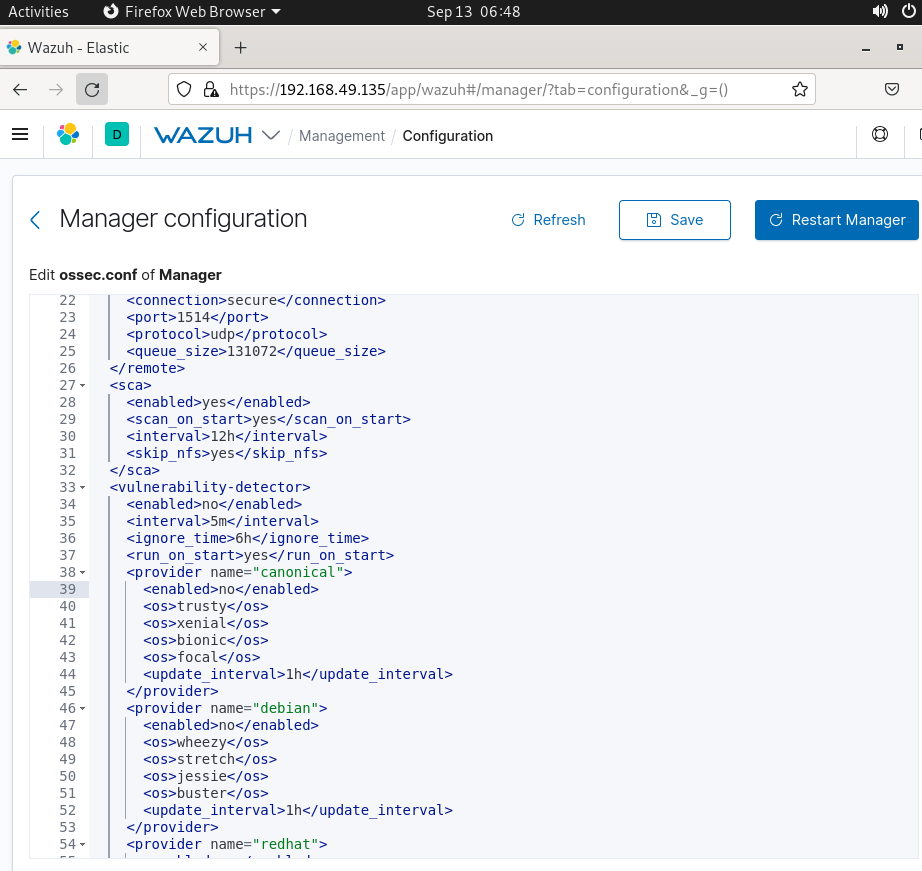 Activities Firefox Web Browser Sep 13 06:48
Wazuh - Elastic
https://192.168.49.135/app/wazuh#/manager/?tab=configuration&_g=()
D WAZUH / Management / Configuration
Manager configuration Refresh Save Restart Manager
Edit ossec.conf of Manager
22 <connection>secure</connection>
23 <port>1514</port>
24 <protocol>udp</protocol>
25 <queue_size>131072</queue_size>
26 </remote>
27 <sca>
28 <enabled>yes</enabled>
29 <scan_on_start>yes</scan_on_start>
30 <interval>12h</interval>
31 <skip_nfs>yes</skip_nfs>
32 </sca>
33 <vulnerability-detector>
34 <enabled>no</enabled>
35 <interval>5m</interval>
36 <ignore_time>6h</ignore_time>
37 <run_on_start>yes</run_on_start>
38 <provider name="canonical">
39 <enabled>no</enabled>
40 <os>trusty</os>
41 <os>xenial</os>
42 <os>bionic</os>
43 <os>focal</os>
44 <update_interval>1h</update_interval>
45 </provider>
46 <provider name="debian">
47 <enabled>no</enabled>
48 <os>wheezy</os>
49 <os>stretch</os>
50 <os>jessie</os>
51 <os>buster</os>
52 <update_interval>1h</update_interval>
53 </provider>
54 <provider name="redhat">